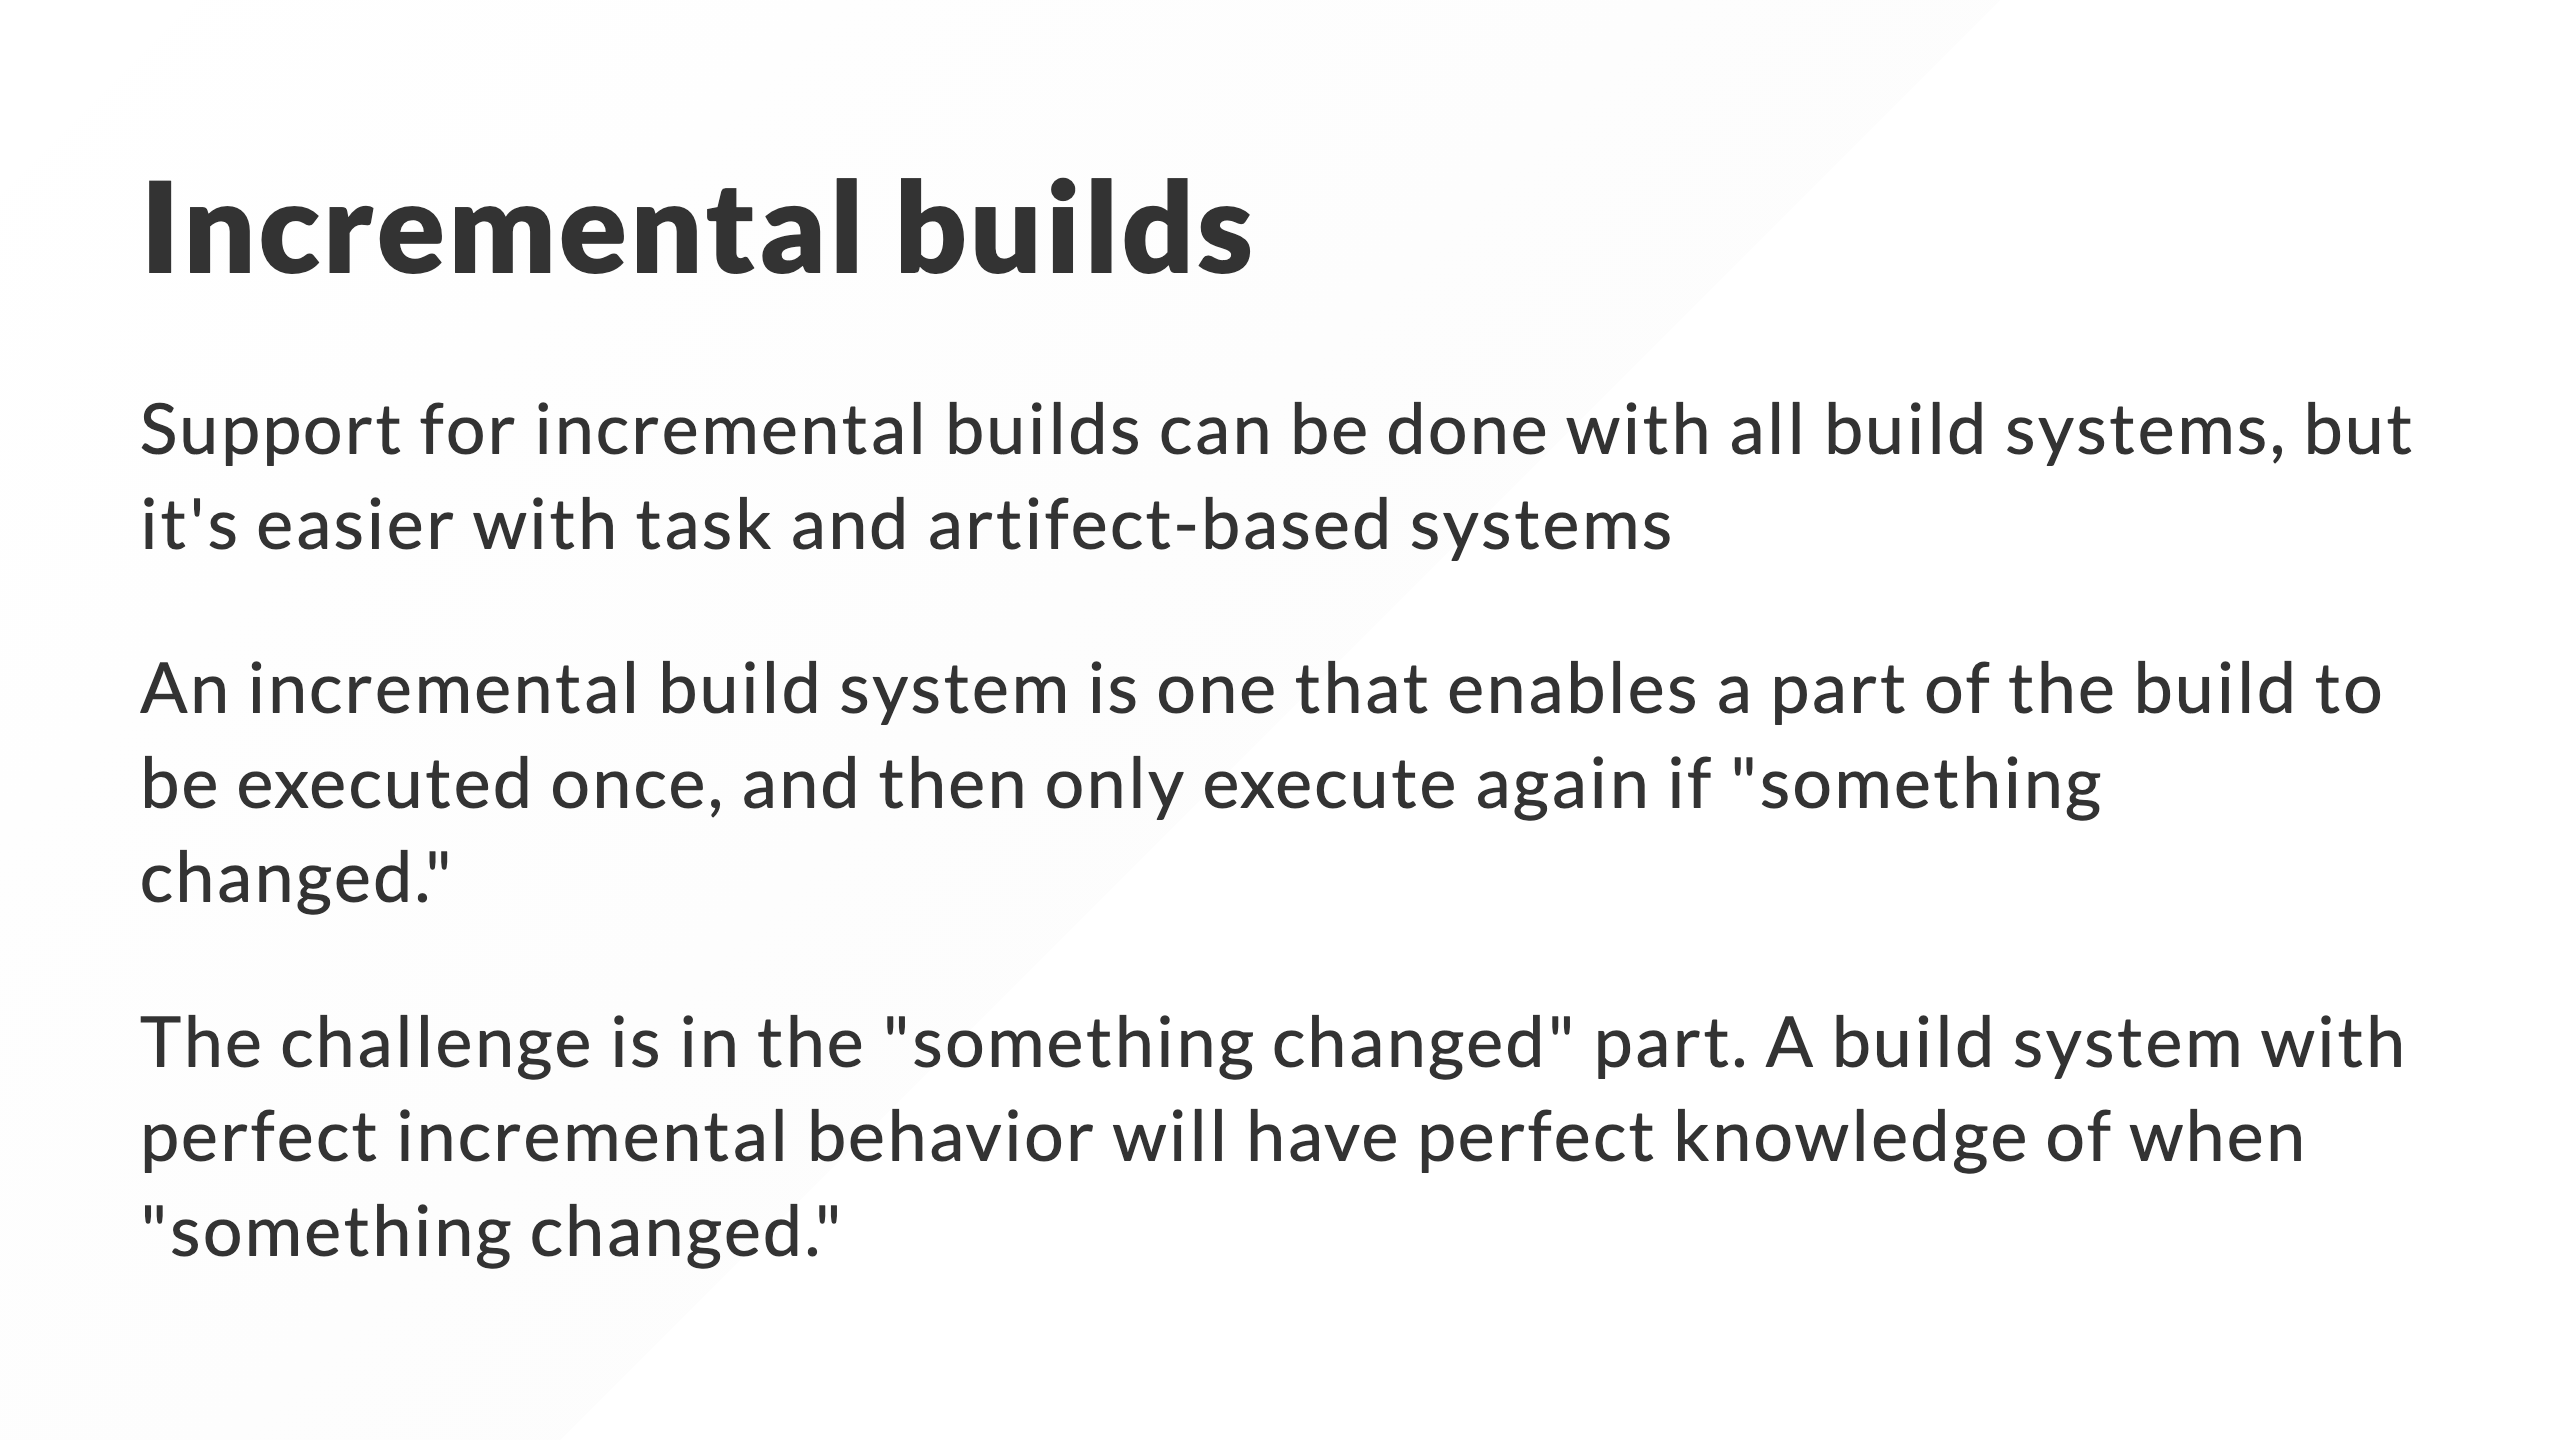 Incremental builds
Support for incremental builds can be done with all build systems, but
it's easier with task and artifect-based systems
An incremental build system is one that enables a part of the build to
be executed once, and then only execute again if "something
changed."
The challenge is in the "something changed" part. A build system with
perfect incremental behavior will have perfect knowledge of when
"something changed."